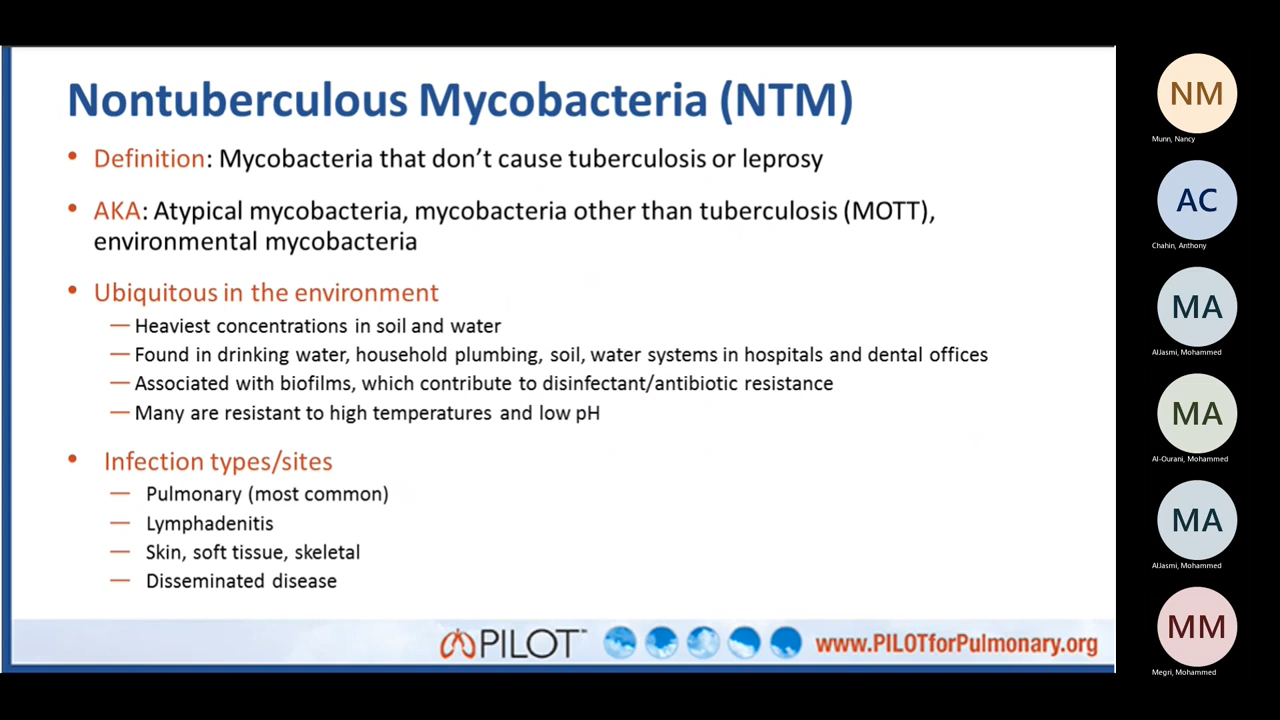 Nontuberculous Mycobacteria (NTM)
• Definition: Mycobacteria that don't cause tuberculosis or leprosy
• AKA: Atypical mycobacteria, mycobacteria other than tuberculosis (MOTT),
environmental mycobacteria
• Ubiquitous in the environment
— Heaviest concentrations in soil and water
— Found in drinking water, household plumbing, soil, water systems in hospitals and dental offices
— Associated with biofilms, which contribute to disinfectant/antibiotic resistance
— Many are resistant to high temperatures and low pH
• Infection types/sites
— Pulmonary (most common)
— Lymphadenitis
— Skin, soft tissue, skeletal
— Disseminated disease
PILOT™ www.PILOTforPulmonary.org
NM
Munn, Nancy
AC
Chahin, Anthony
MA
AlJasmi, Mohammed
MA
Al-Ourani, Mohammed
MA
AlJasmi, Mohammed
MM
Megri, Mohammed